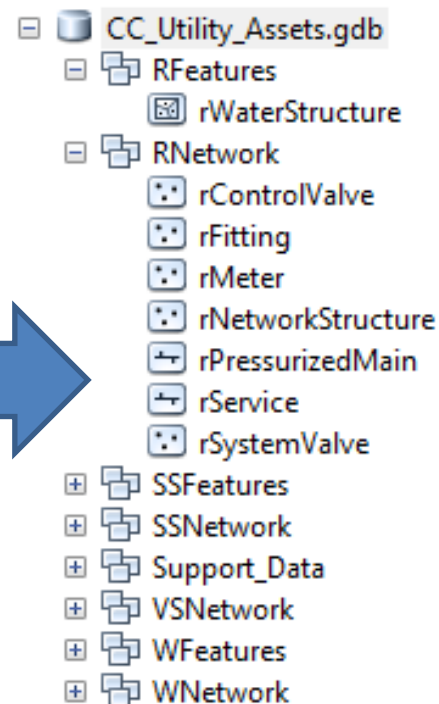 CC_Utility_Assets.gdb
RFeatures
rWaterStructure
RNetwork
rControlValve
rFitting
rMeter
rNetworkStructure
rPressurizedMain
rService
rSystemValve
SSFeatures
SSNetwork
Support_Data
VSNetwork
WFeatures
WNetwork